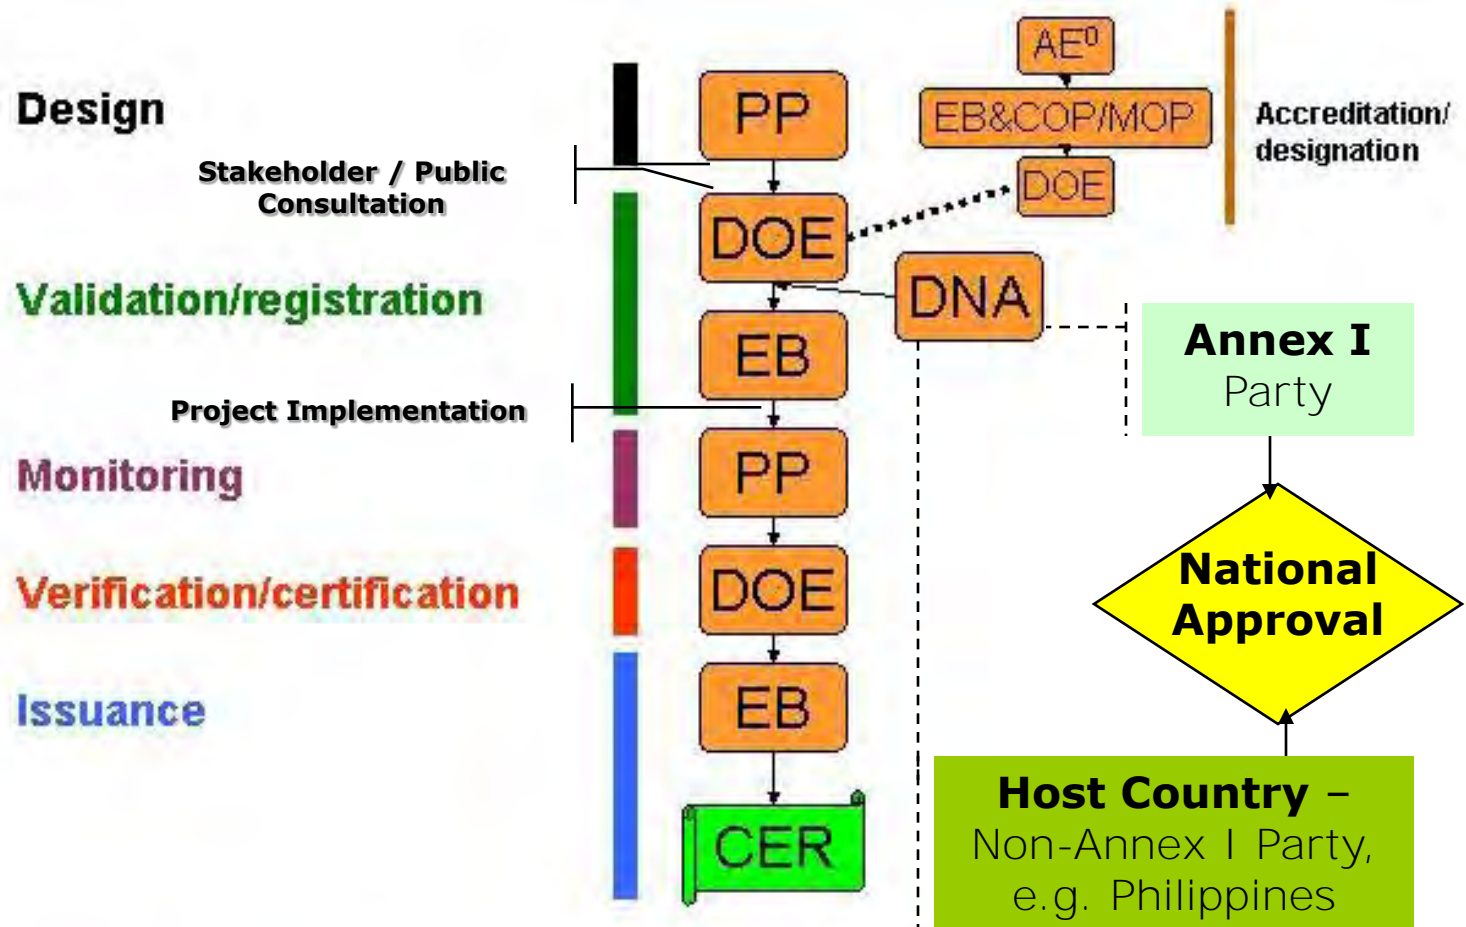 Design
Stakeholder / Public
Consultation
Validation/registration
Project Implementation
Monitoring
Verification/certification
Issuance
PP
DOE
EB
PP
DOE
EB
CER
AE⁰
EB&COP/MOP
DOE
Accreditation/
designation
DNA
Annex I
Party
National
Approval
Host Country –
Non-Annex I Party,
e.g. Philippines